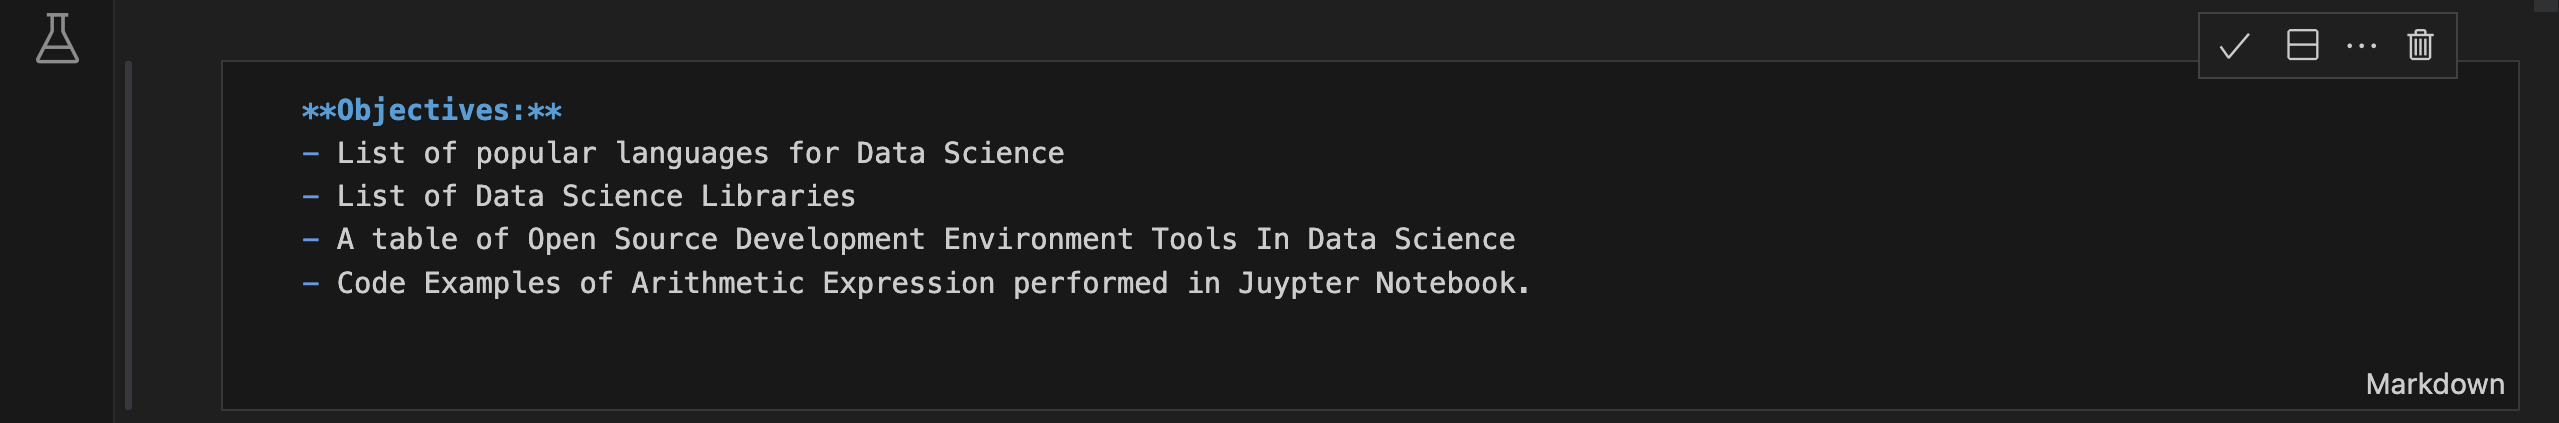 **Objectives:**
- List of popular languages for Data Science
- List of Data Science Libraries
- A table of Open Source Development Environment Tools In Data Science
- Code Examples of Arithmetic Expression performed in Juypter Notebook.
Markdown